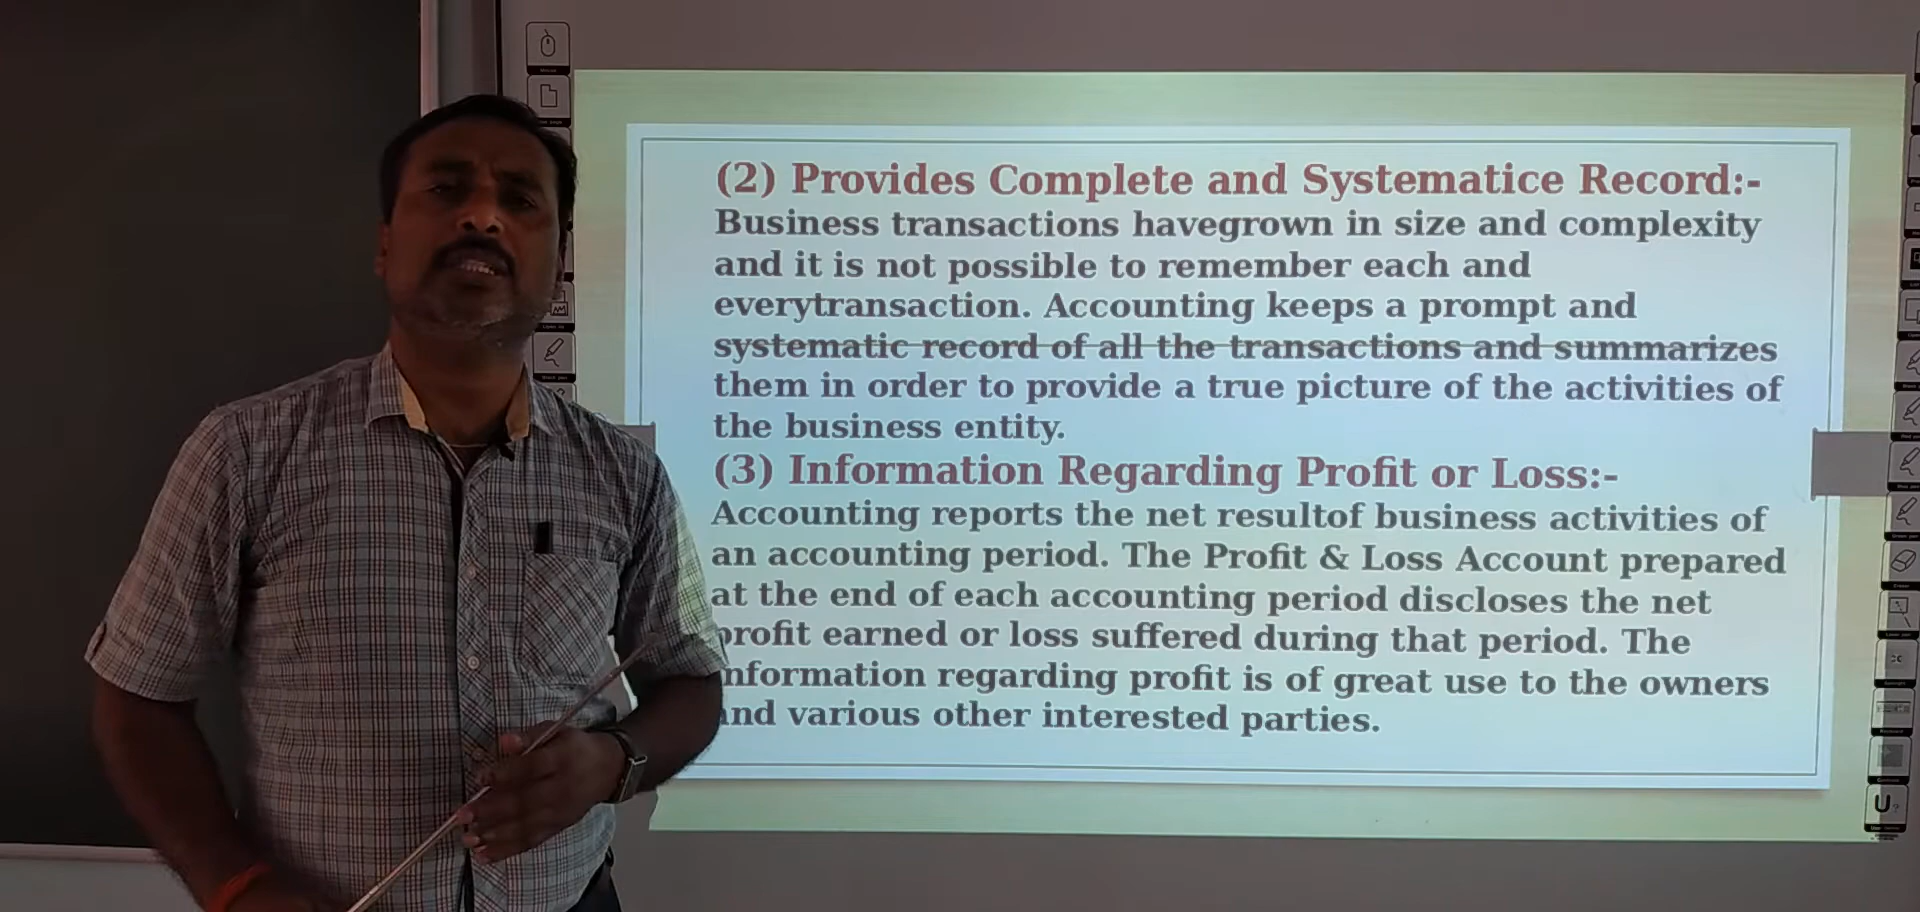 (2) Provides Complete and Systematice Record:-
Business transactions havegrown in size and complexity
and it is not possible to remember each and
everytransaction. Accounting keeps a prompt and
systematic record of all the transactions and summarizes
them in order to provide a true picture of the activities of
the business entity.
(3) Information Regarding Profit or Loss:-
Accounting reports the net resultof business activities of
an accounting period. The Profit & Loss Account prepared
at the end of each accounting period discloses the net
profit earned or loss suffered during that period. The
information regarding profit is of great use to the owners
and various other interested parties.